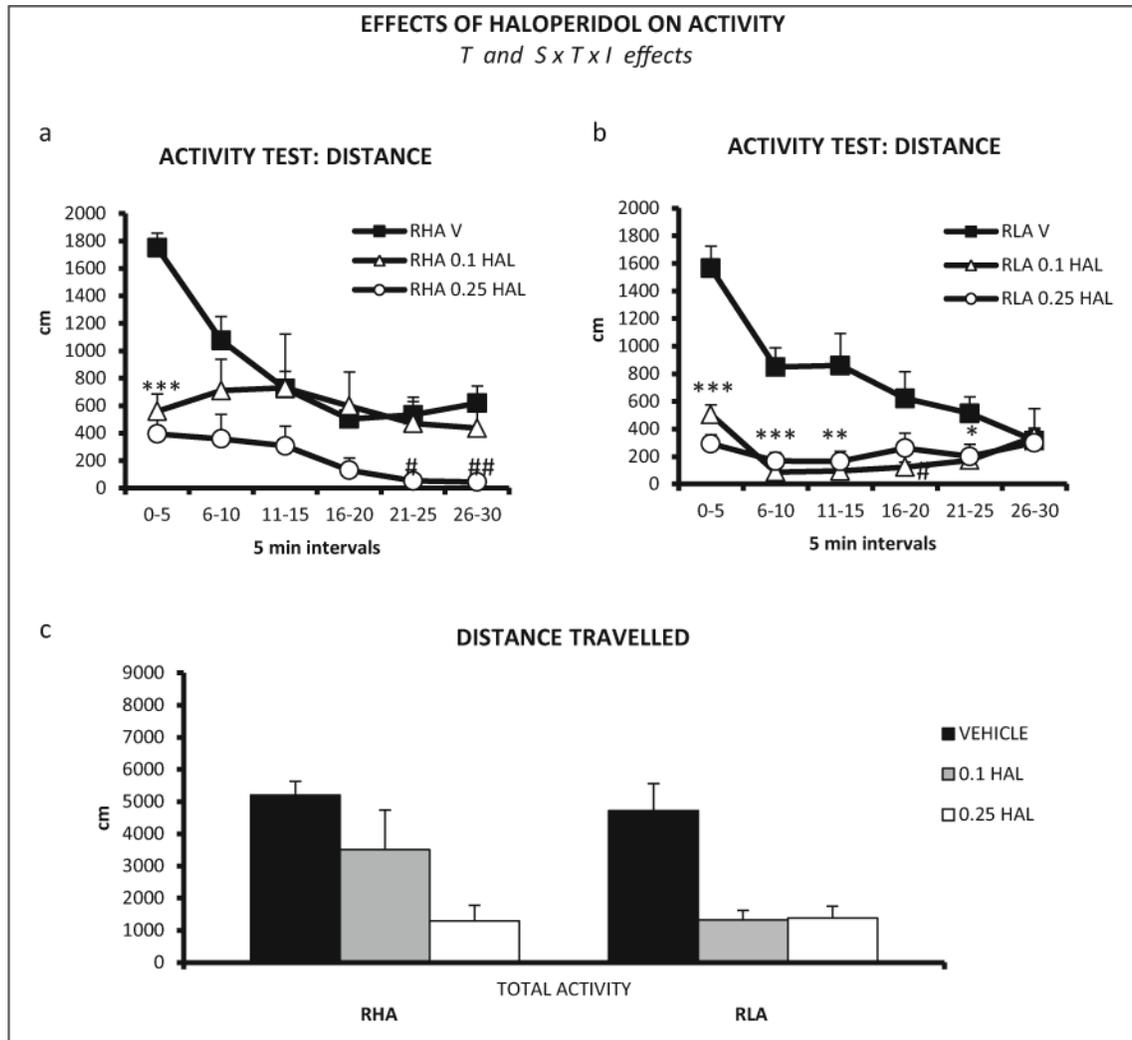 EFFECTS OF HALOPERIDOL ON ACTIVITY
T and S x T x I effects
a
ACTIVITY TEST: DISTANCE
2000
1800
1600
1400
1200
1000
800
600
400
200
0
cm
RHA V
RHA 0.1 HAL
RHA 0.25 HAL
***
#
##
0-5 6-10 11-15 16-20 21-25 26-30
5 min intervals
b
ACTIVITY TEST: DISTANCE
2000
1800
1600
1400
1200
1000
800
600
400
200
0
cm
RLA V
RLA 0.1 HAL
RLA 0.25 HAL
***
*** ** *
#
0-5 6-10 11-15 16-20 21-25 26-30
5 min intervals
c
DISTANCE TRAVELLED
9000
8000
7000
6000
5000
4000
3000
2000
1000
0
cm
VEHICLE
0.1 HAL
0.25 HAL
TOTAL ACTIVITY
RHA RLA